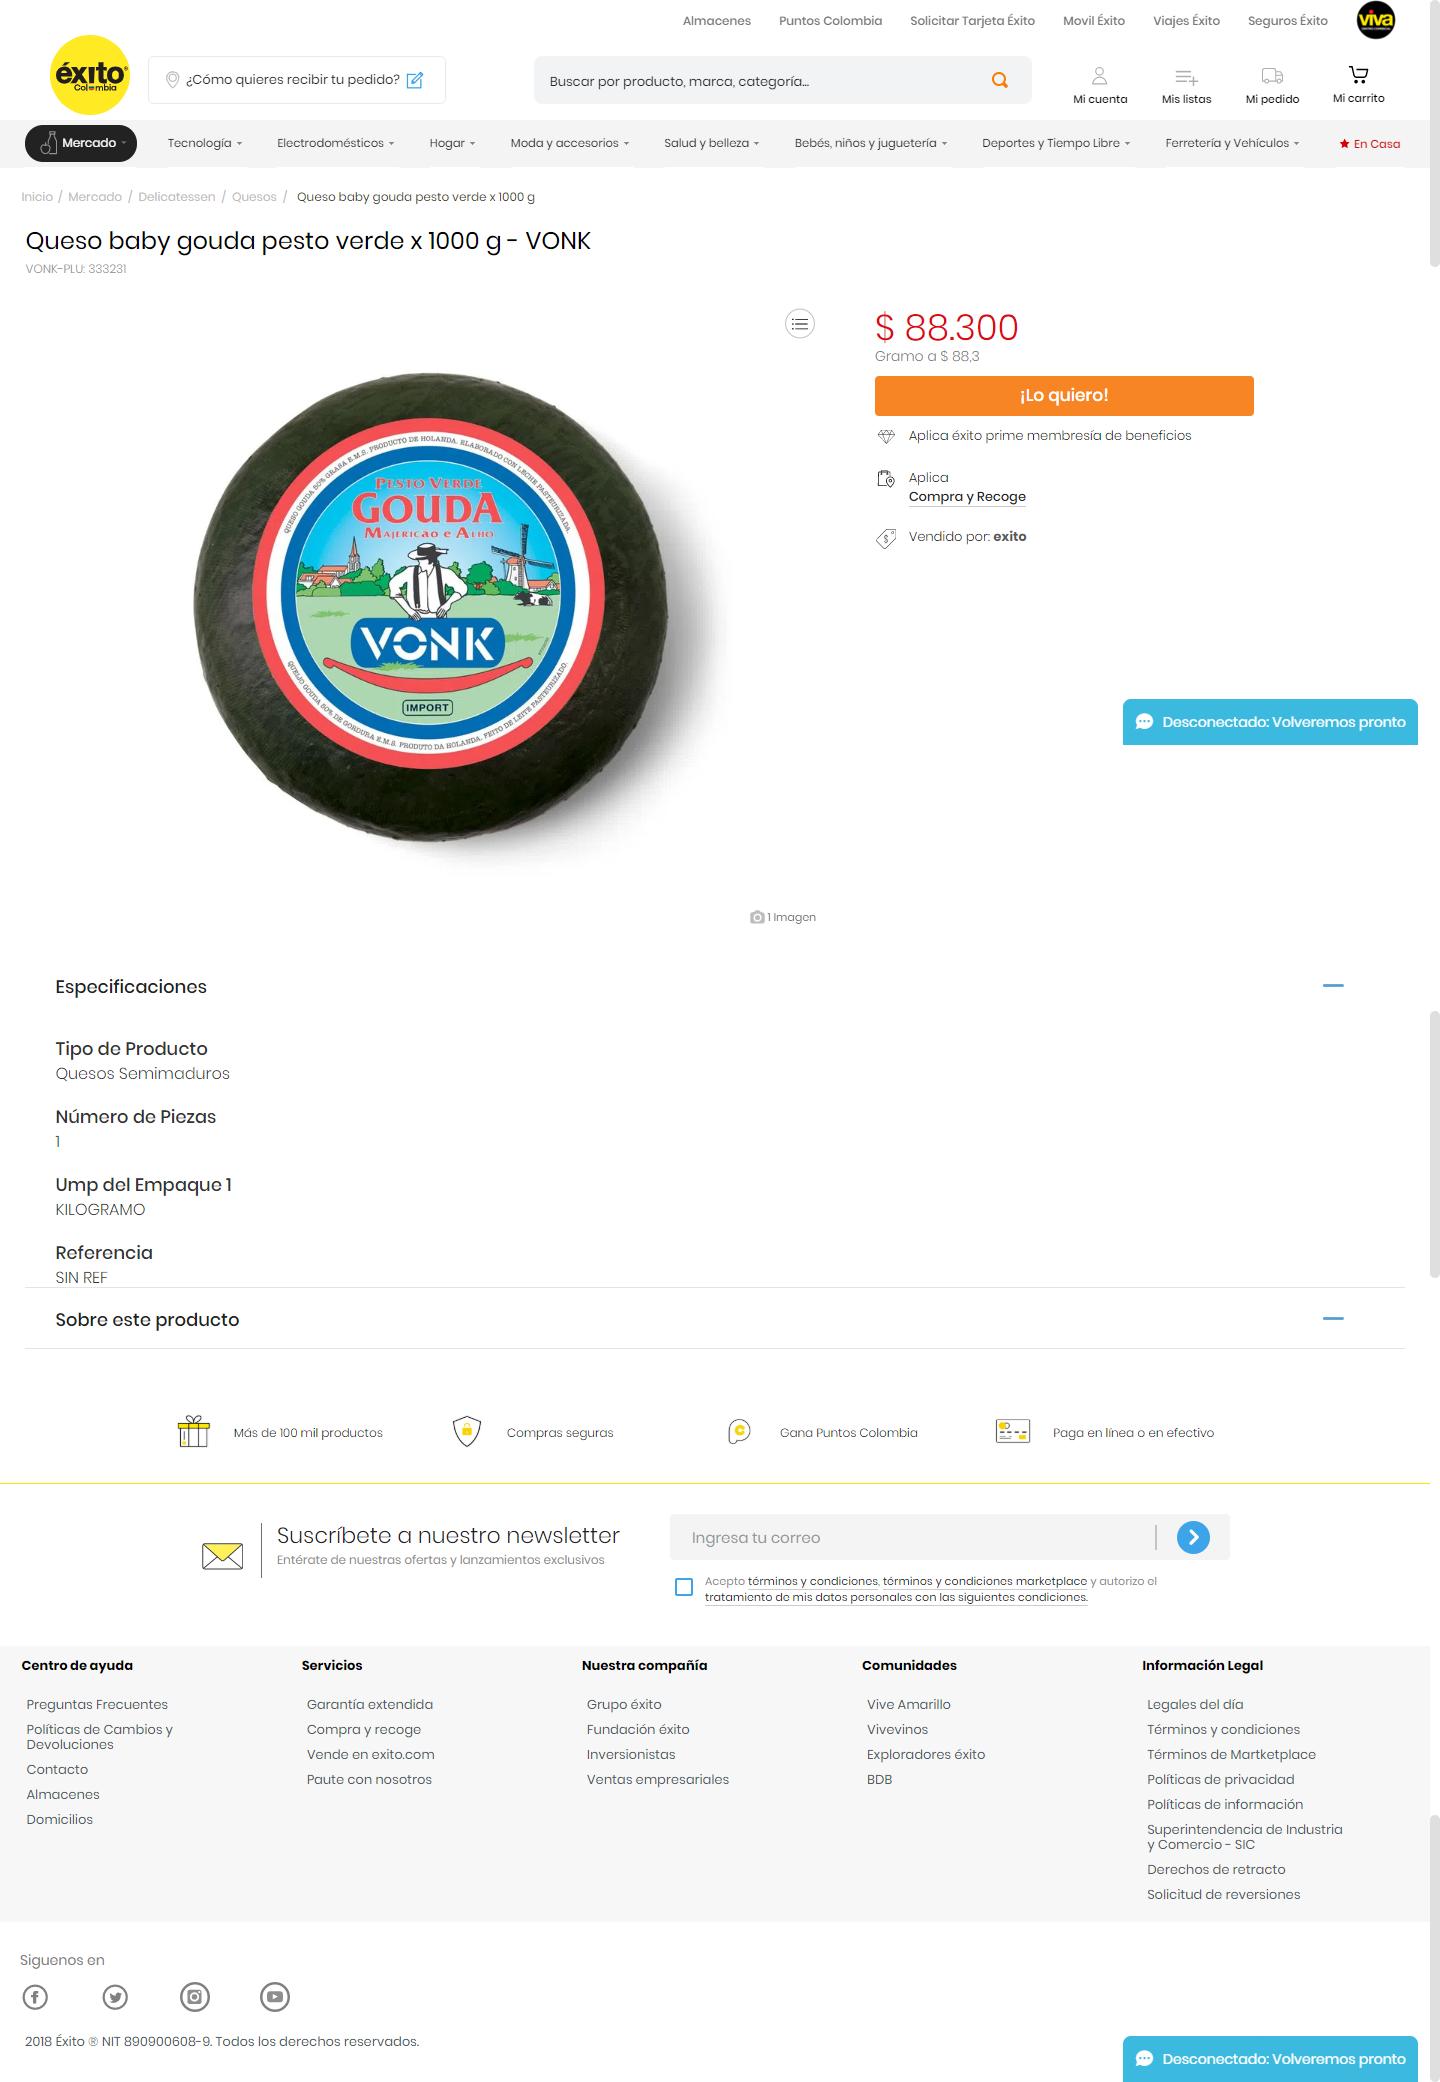 Almacenes Puntos Colombia Solicitar Tarjeta Éxito Movil Éxito Viajes Éxito Seguros Éxito viva
éxito
Colombia
¿Cómo quieres recibir tu pedido?
Buscar por producto, marca, categoría...
Mi cuenta Mis listas Mi pedido Mi carrito
Mercado Tecnología Electrodomésticos Hogar Moda y accesorios Salud y belleza Bebés, niños y juguetería Deportes y Tiempo Libre Ferretería y Vehículos En Casa
Inicio / Mercado / Delicatessen / Quesos / Queso baby gouda pesto verde x 1000 g
Queso baby gouda pesto verde x 1000 g - VONK
VONK-PLU: 333231
QUESO GOUDA 50% GRASA E.M.S. PRODUCTO DE HOLANDA. ELABORADO CON LECHE PASTEURIZADA.
PESTO VERDE
GOUDA
MAJERICAO E ALHO
VONK
IMPORT
QUEIJO GOUDA 50% DE GORDURA E.M.S. PRODUTO DA HOLANDA. FEITO DE LEITE PASTEURIZADO.
$ 88.300
Gramo a $ 88,3
¡Lo quiero!
Aplica éxito prime membresía de beneficios
Aplica
Compra y Recoge
Vendido por: exito
Desconectado: Volveremos pronto
1 Imagen
Especificaciones
Tipo de Producto
Quesos Semimaduros
Número de Piezas
1
Ump del Empaque 1
KILOGRAMO
Referencia
SIN REF
Sobre este producto
Más de 100 mil productos
Compras seguras
Gana Puntos Colombia
Paga en línea o en efectivo
Suscríbete a nuestro newsletter
Entérate de nuestras ofertas y lanzamientos exclusivos
Ingresa tu correo
Acepto términos y condiciones, términos y condiciones marketplace y autorizo el
tratamiento de mis datos personales con las siguientes condiciones.
Centro de ayuda
Preguntas Frecuentes
Políticas de Cambios y
Devoluciones
Contacto
Almacenes
Domicilios
Servicios
Garantía extendida
Compra y recoge
Vende en exito.com
Paute con nosotros
Nuestra compañía
Grupo éxito
Fundación éxito
Inversionistas
Ventas empresariales
Comunidades
Vive Amarillo
Vivevinos
Exploradores éxito
BDB
Información Legal
Legales del día
Términos y condiciones
Términos de Martketplace
Políticas de privacidad
Políticas de información
Superintendencia de Industria
y Comercio - SIC
Derechos de retracto
Solicitud de reversiones
Siguenos en
2018 Éxito ® NIT 890900608-9. Todos los derechos reservados.
Desconectado: Volveremos pronto